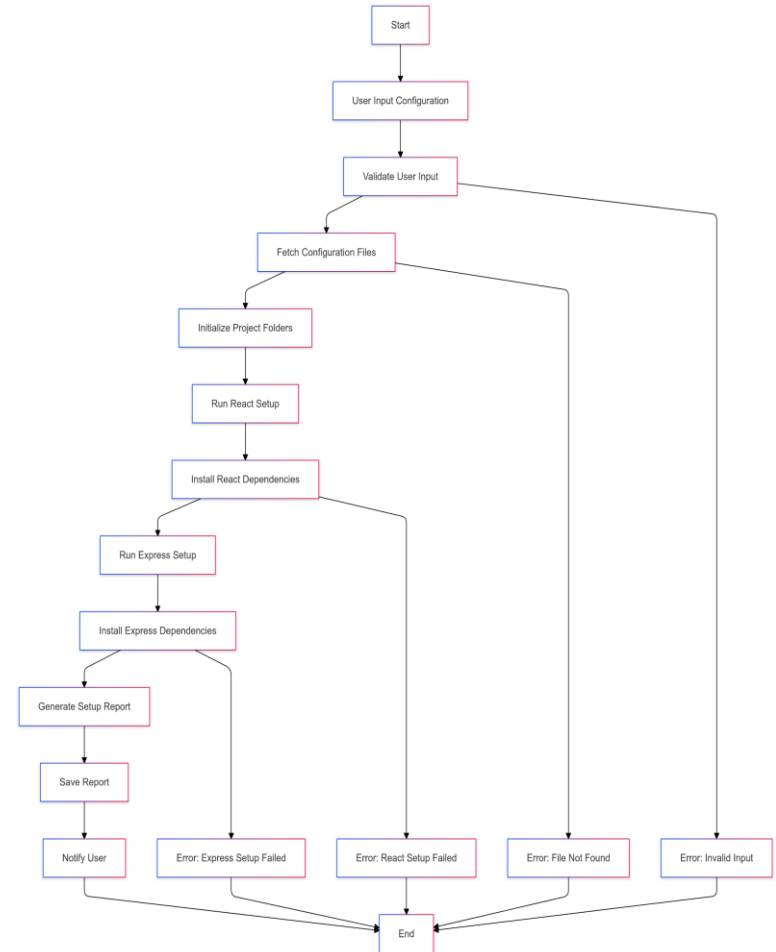 Start
User Input Configuration
Validate User Input
Fetch Configuration Files
Initialize Project Folders
Run React Setup
Install React Dependencies
Run Express Setup
Install Express Dependencies
Generate Setup Report
Save Report
Notify User
Error: Express Setup Failed
Error: React Setup Failed
Error: File Not Found
Error: Invalid Input
End